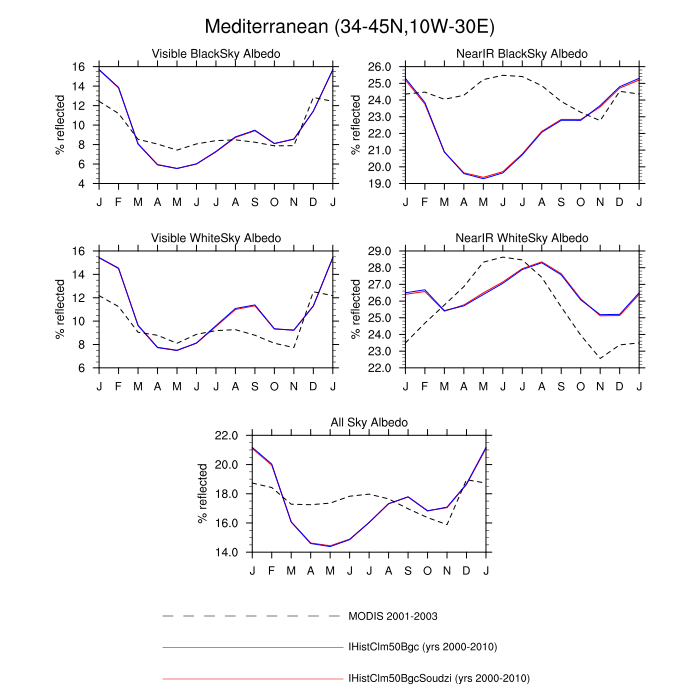 Mediterranean (34-45N,10W-30E)
Visible BlackSky Albedo
NearIR BlackSky Albedo
% reflected
16
14
12
10
8
6
4
J F M A M J J A S O N D J
% reflected
26.0
25.0
24.0
23.0
22.0
21.0
20.0
19.0
J F M A M J J A S O N D J
Visible WhiteSky Albedo
NearIR WhiteSky Albedo
% reflected
16
14
12
10
8
6
J F M A M J J A S O N D J
% reflected
29.0
28.0
27.0
26.0
25.0
24.0
23.0
22.0
J F M A M J J A S O N D J
All Sky Albedo
% reflected
22.0
20.0
18.0
16.0
14.0
J F M A M J J A S O N D J
MODIS 2001-2003
IHistClm50Bgc (yrs 2000-2010)
IHistClm50BgcSoudzi (yrs 2000-2010)